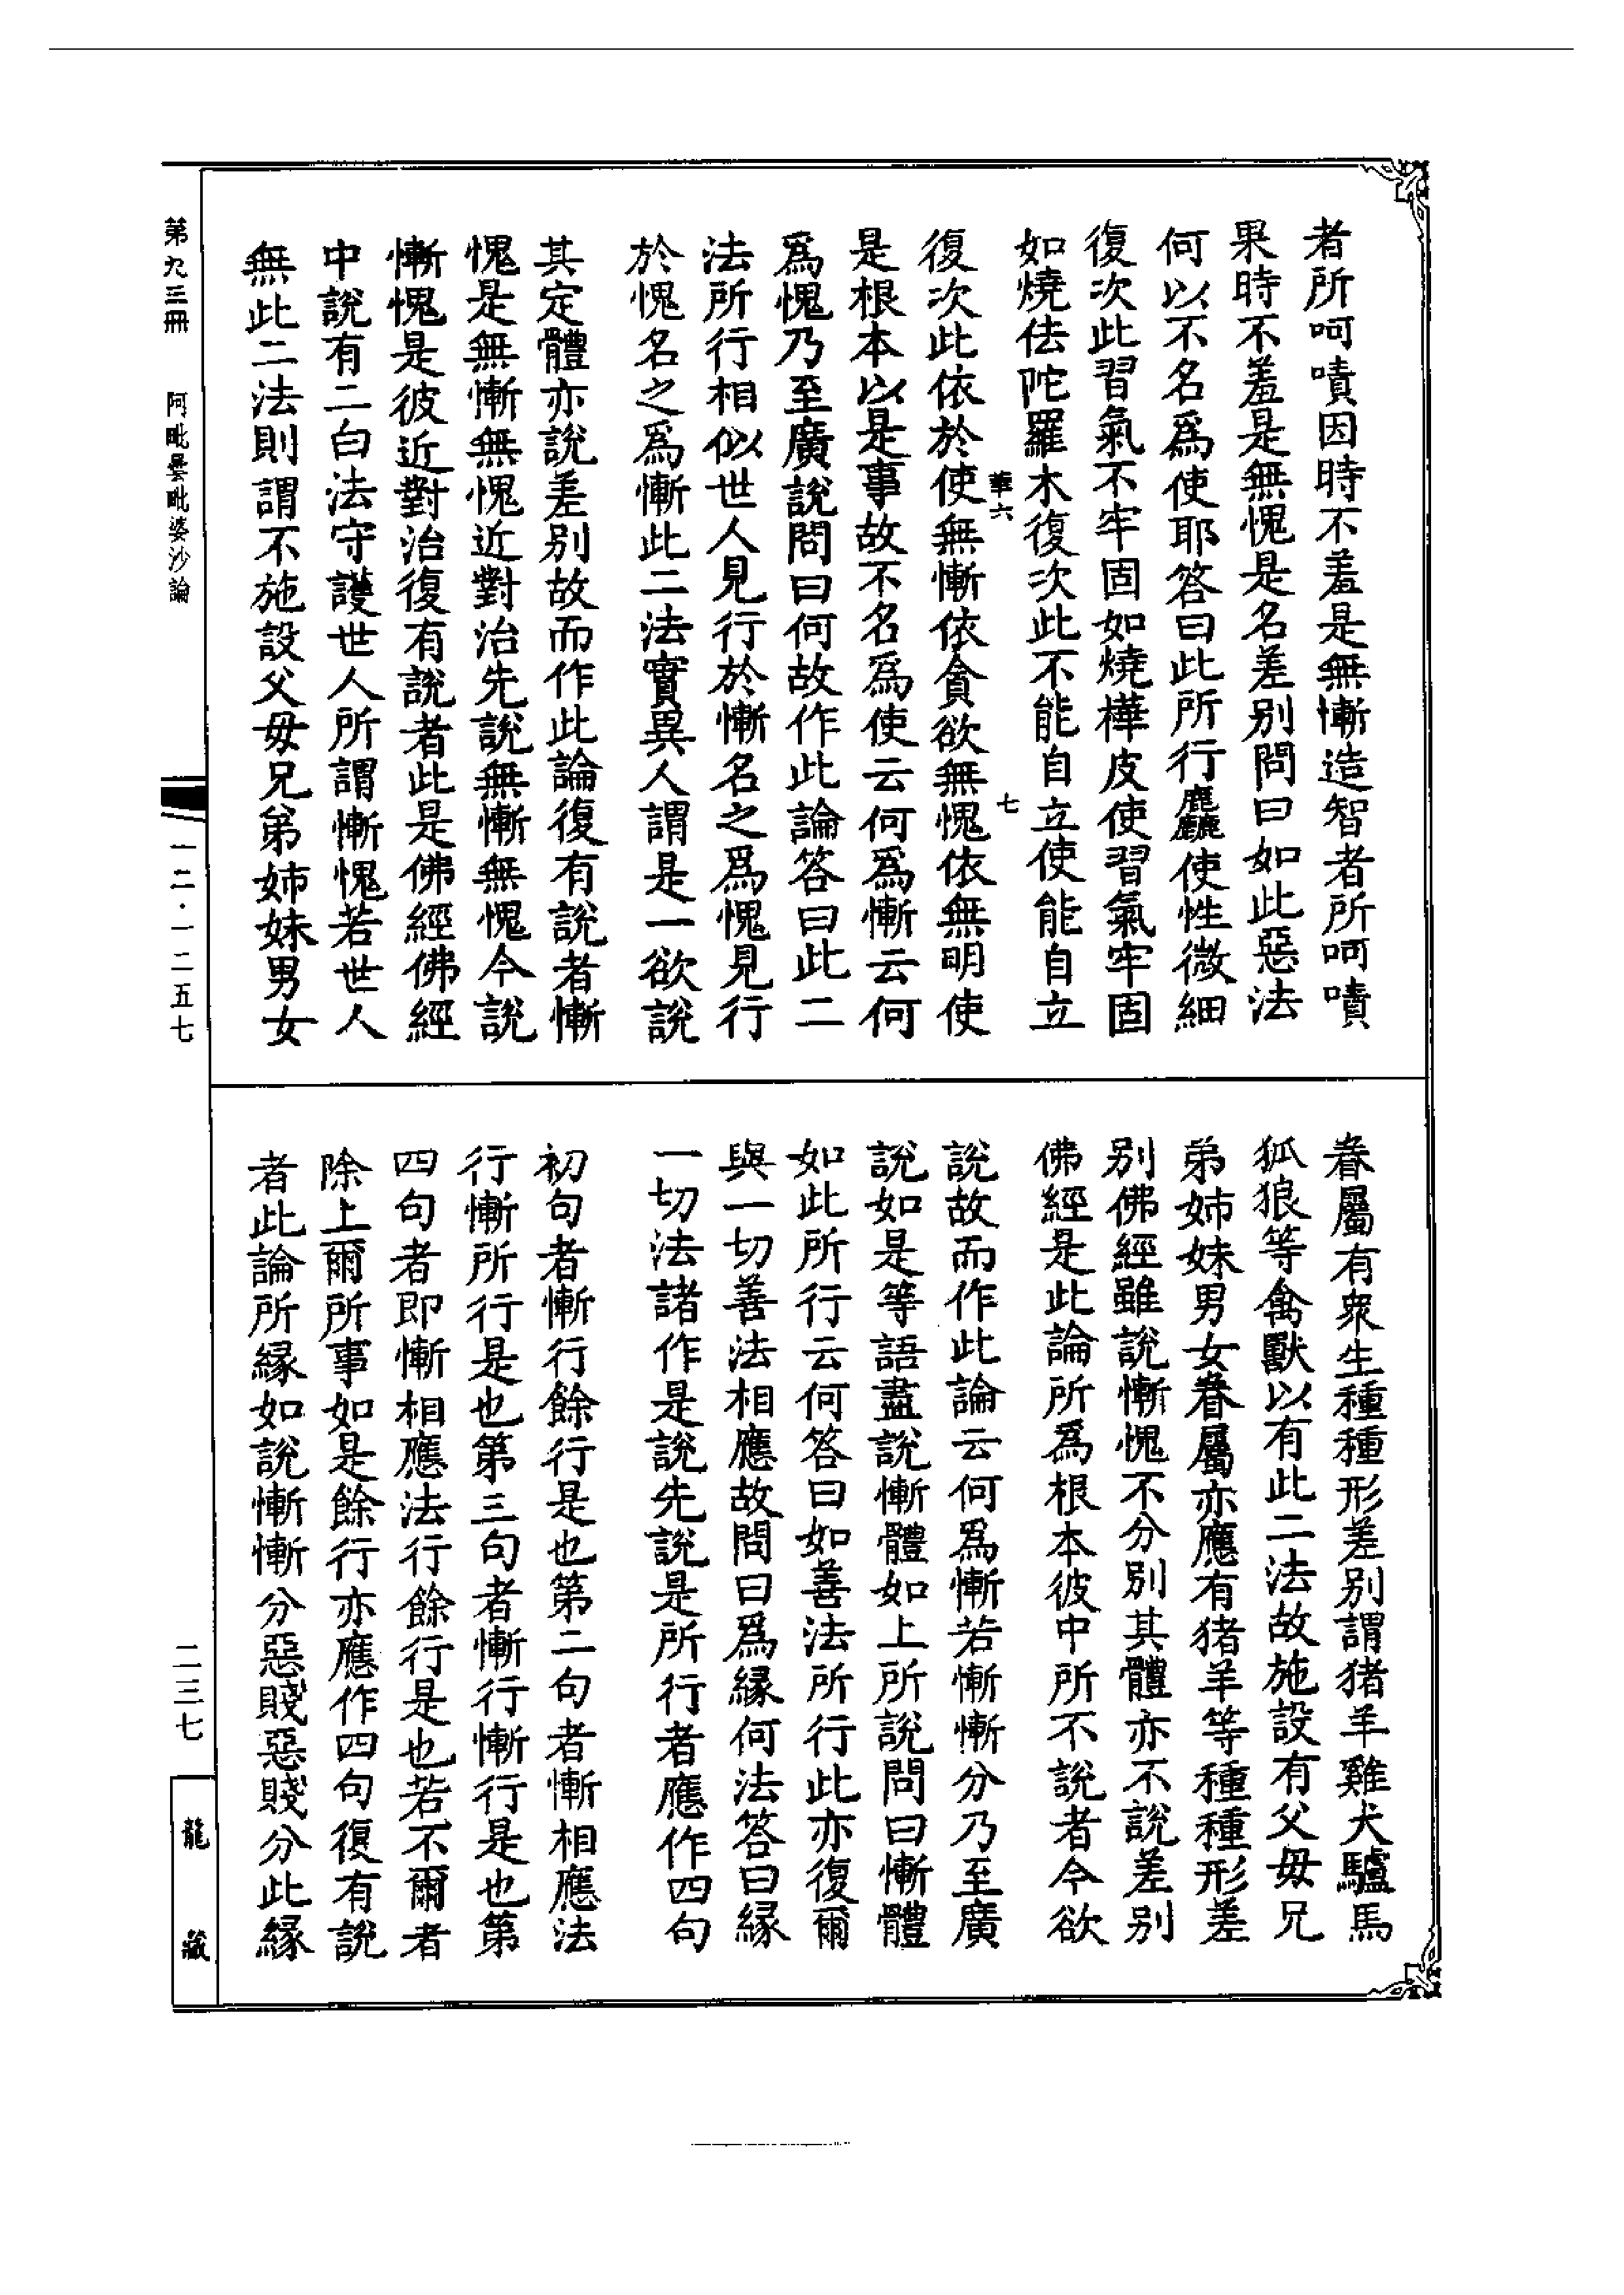 者所呵嘖因時不羞是無慚造智者所呵嘖
果時不羞是無愧是名差別問曰如此惡法
何以不名爲使耶答曰此所行麤使性微細
復次此習氣不牢固如燒樺皮使習氣牢固
如燒佉陀羅木復次此不能自立使能自立
華六
七
復次此依於使無慚依貪欲無愧依無明使
是根本以是事故不名爲使云何爲慚云何
爲愧乃至廣說問曰何故作此論答曰此二
法所行相似世人見行於慚名之爲愧見行
於愧名之爲慚此二法實異人謂是一欲說
其定體亦說差別故而作此論復有說者慚
愧是無慚無愧近對治先說無慚無愧今說
慚愧是彼近對治復有說者此是佛經佛經
中說有二白法守護世人所謂慚愧若世人
無此二法則謂不施設父母兄弟姉妹男女
眷屬有衆生種種形差別謂猪羊雞犬驢馬
狐狼等禽獸以有此二法故施設有父母兄
弟姉妹男女眷屬亦應有猪羊等種種形差
別佛經雖說慚愧不分別其體亦不說差別
佛經是此論所爲根本彼中所不說者今欲
說故而作此論云何爲慚若慚慚分乃至廣
說如是等語盡說慚體如上所說問曰慚體
如此所行云何答曰如善法所行此亦復爾
與一切善法相應故問曰爲緣何法答曰緣
一切法諸作是說先說是所行者應作四句
初句者慚行餘行是也第二句者慚相應法
行慚所行是也第三句者慚行慚行是也第
四句者即慚相應法行餘行是也若不爾者
除上爾所事如是餘行亦應作四句復有說
者此論所緣如說慚慚分惡賤惡賤分此緣
第九三冊
阿毗曇毗婆沙論
一二·一二五七
二三七
龍藏